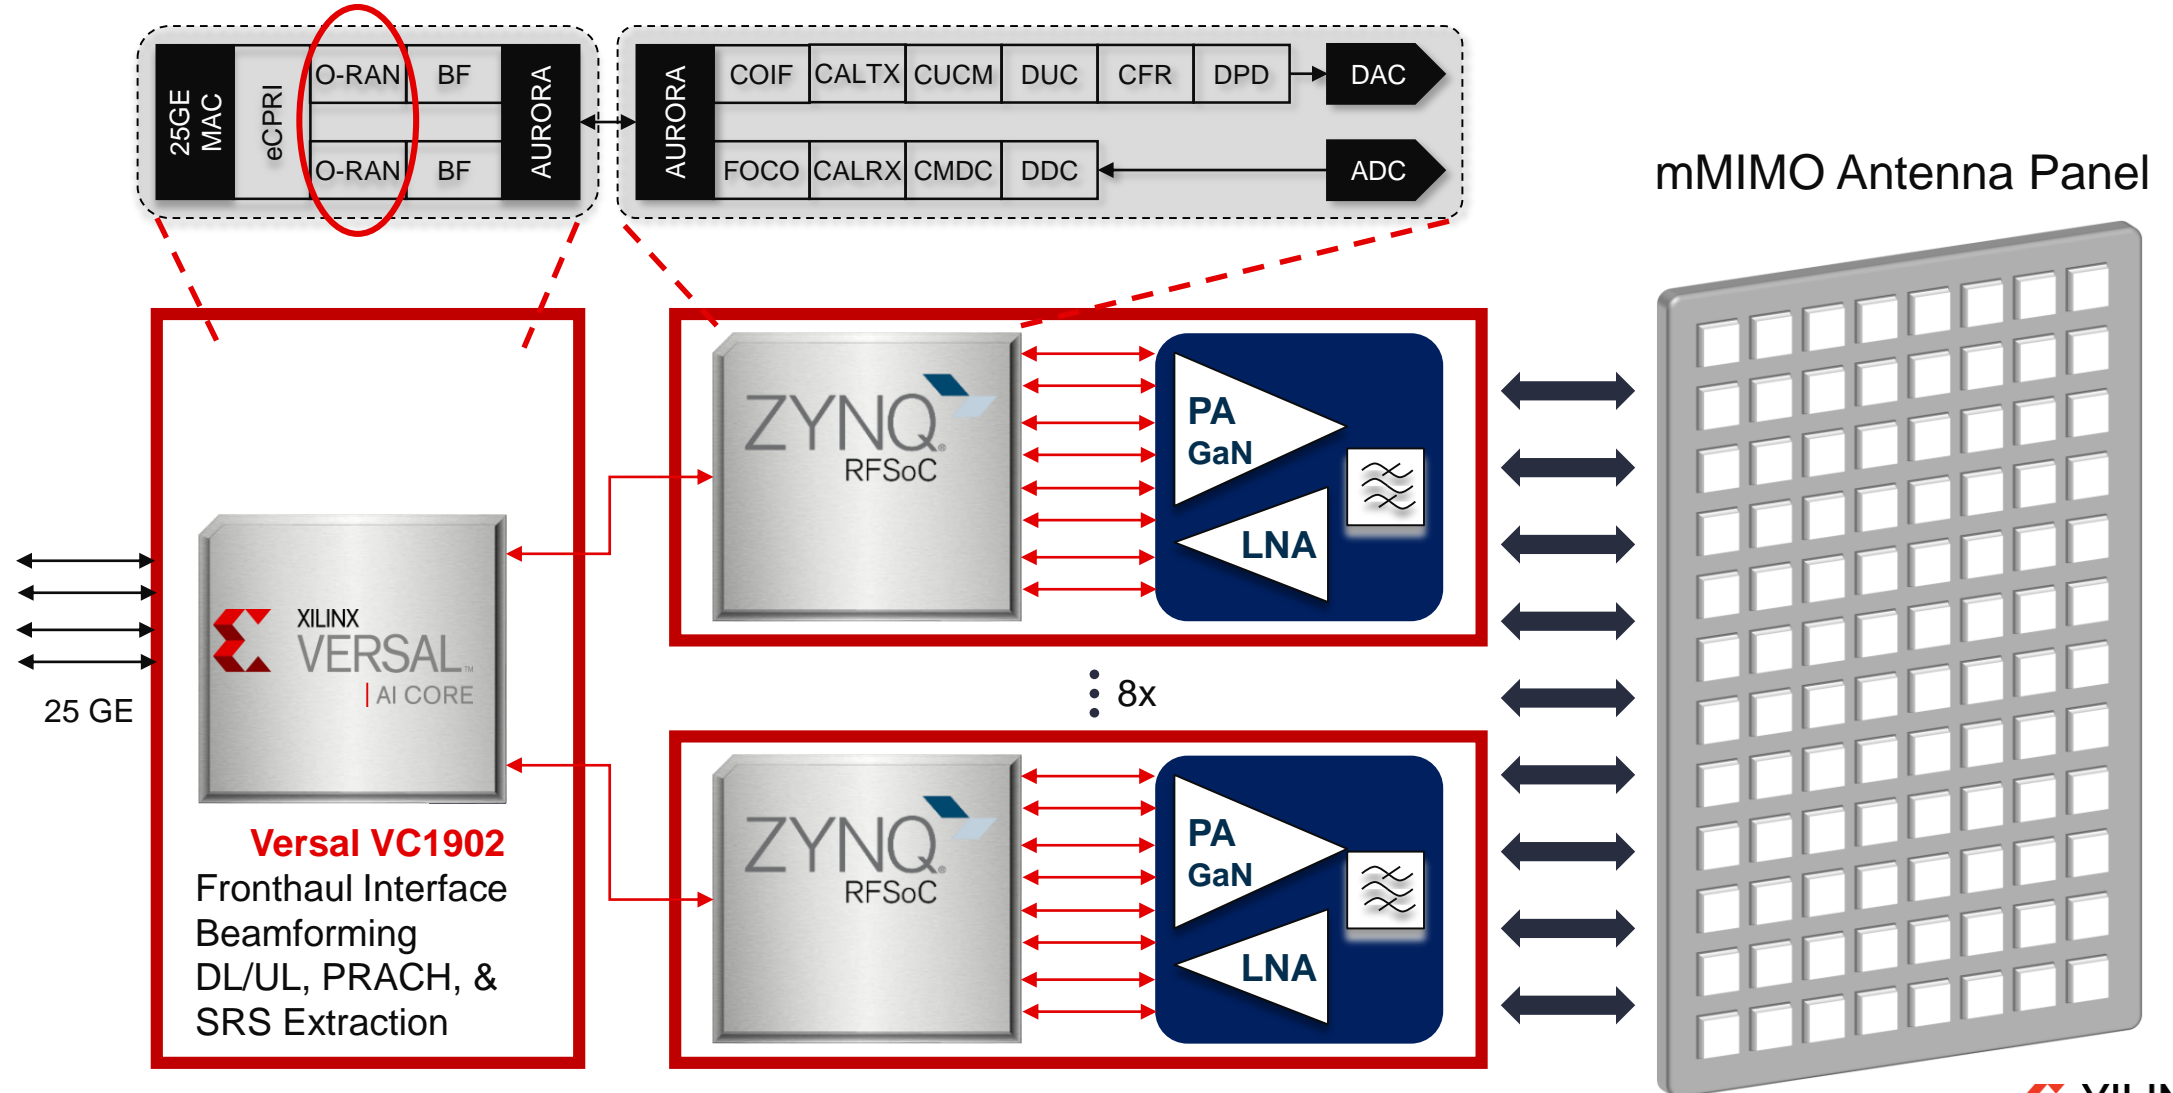 25GE
MAC
eCPRI
O-RAN
BF
O-RAN
BF
AURORA
AURORA
COIF
CALTX
CUCM
DUC
CFR
DPD
DAC
FOCO
CALRX
CMDC
DDC
ADC
mMIMO Antenna Panel
25 GE
XILINX
VERSAL™
AI CORE
Versal VC1902
Fronthaul Interface
Beamforming
DL/UL, PRACH, &
SRS Extraction
ZYNQ®
RFSoC
PA
GaN
LNA
8x
ZYNQ®
RFSoC
PA
GaN
LNA